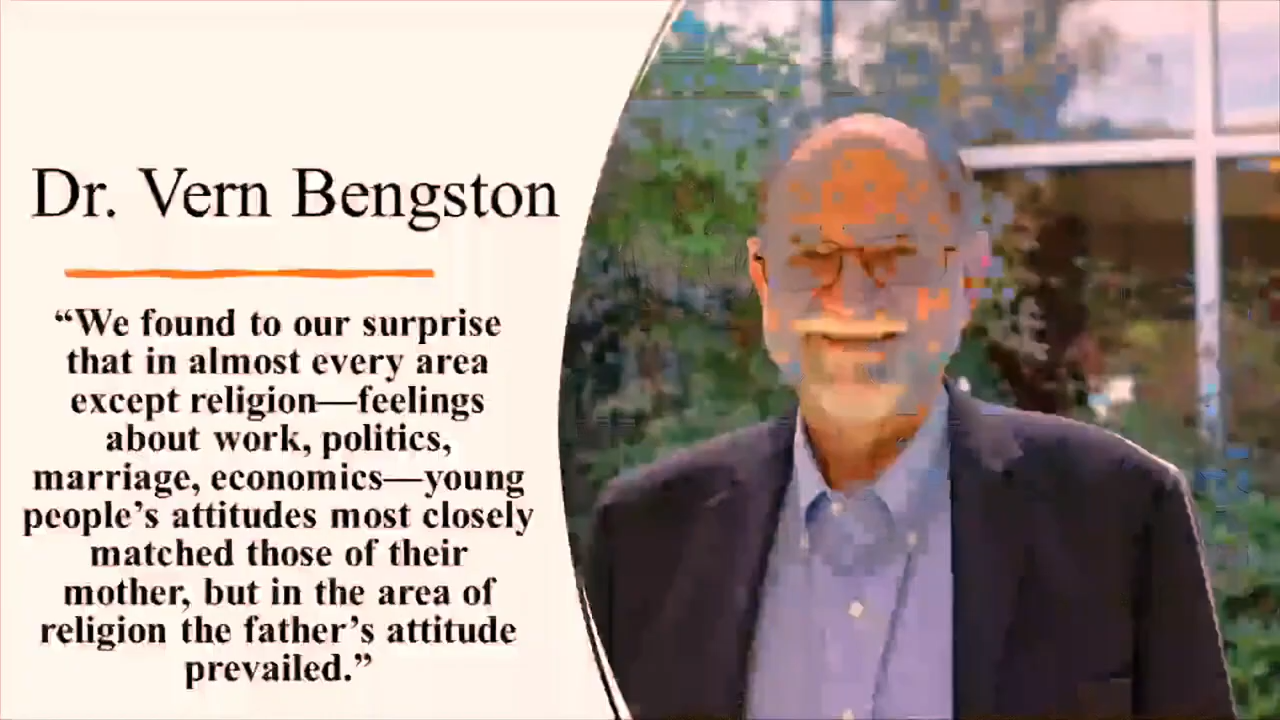 Dr. Vern Bengston
“We found to our surprise
that in almost every area
except religion—feelings
about work, politics,
marriage, economics—young
people’s attitudes most closely
matched those of their
mother, but in the area of
religion the father’s attitude
prevailed.”